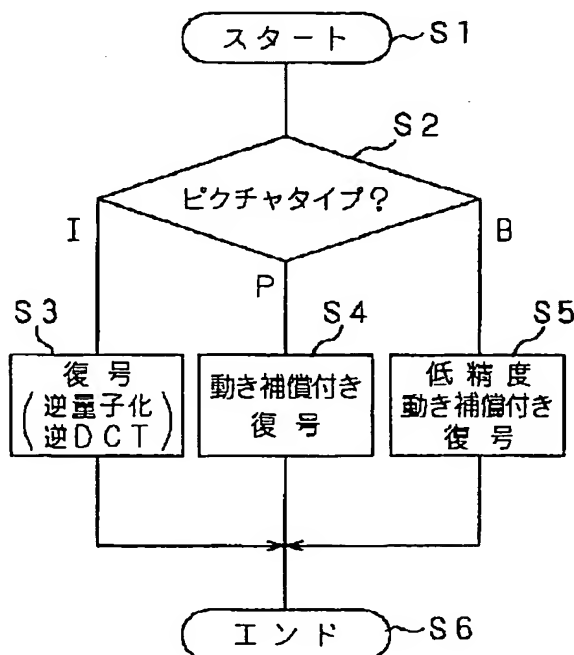 スタート
S1
S2
ピクチャタイプ?
I
P
B
S3
復号
(逆量子化
逆DCT)
S4
動き補償付き
復号
S5
低精度
動き補償付き
復号
エンド
S6